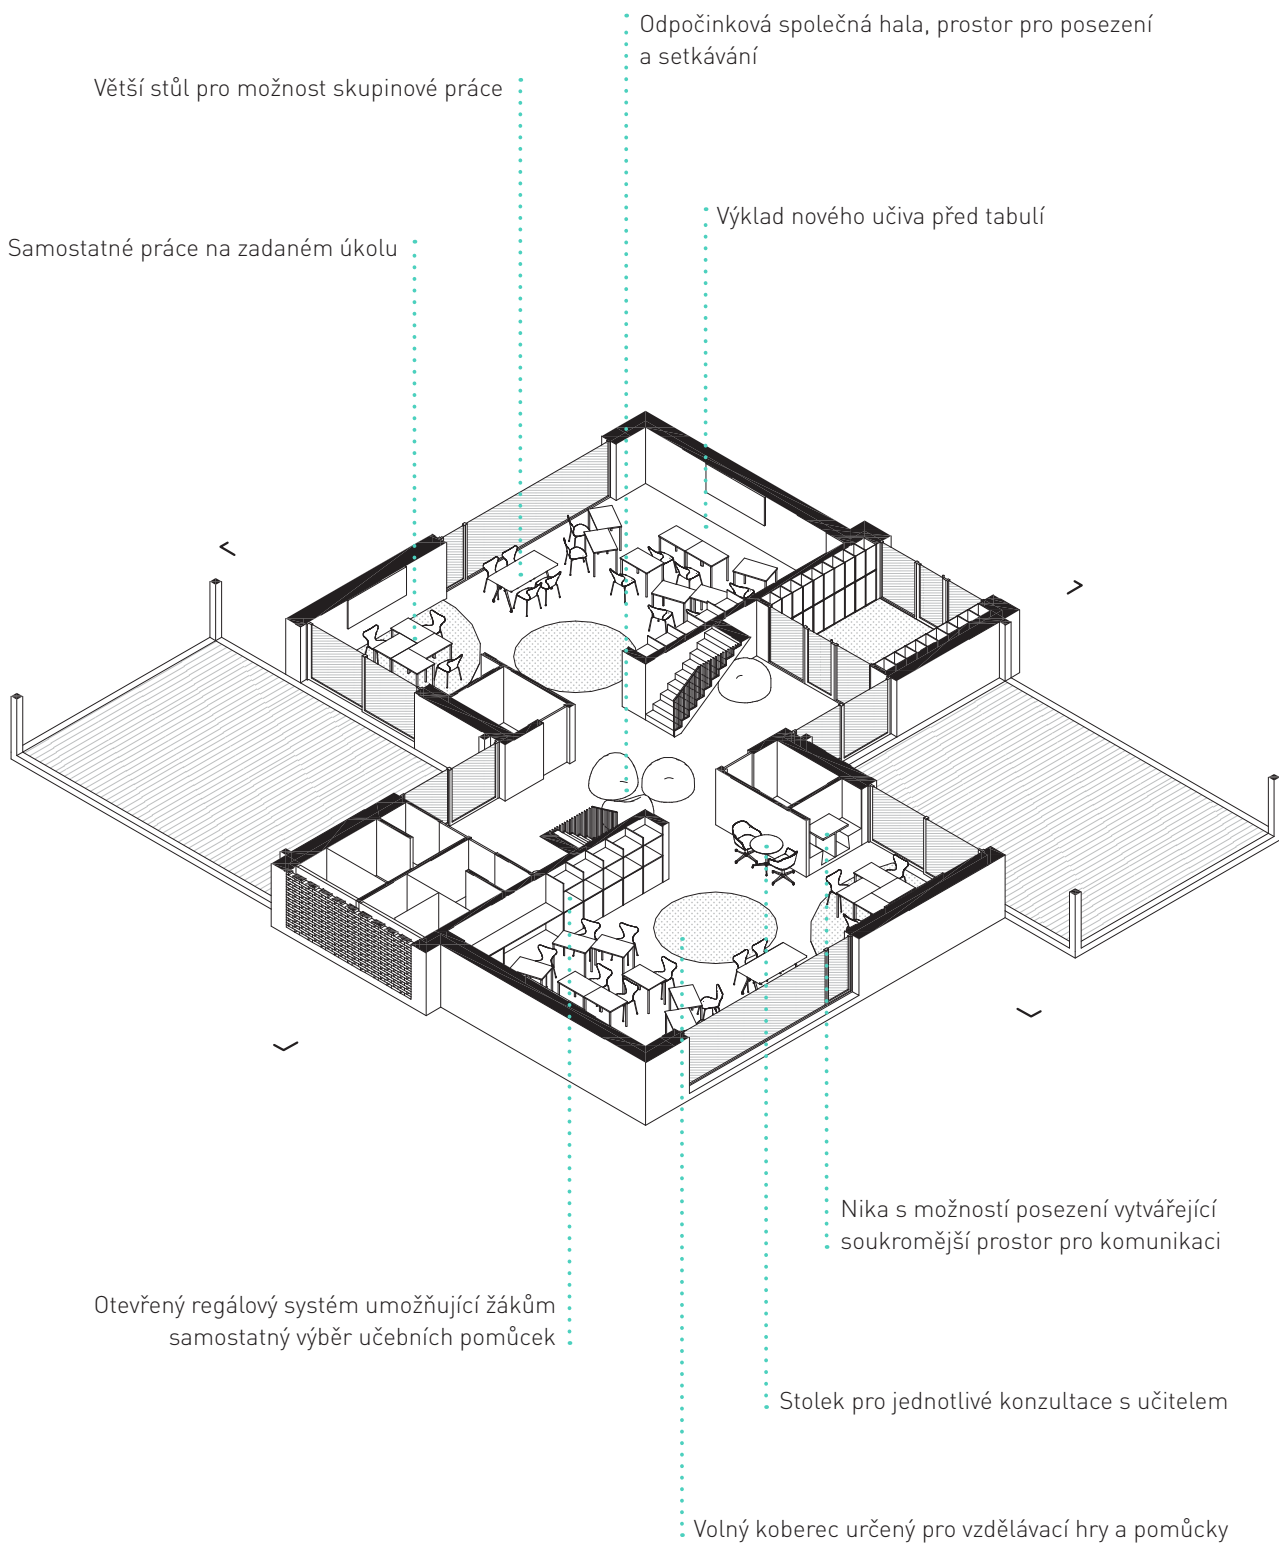 Odpočinková společná hala, prostor pro posezení
a setkávání
Větší stůl pro možnost skupinové práce
Výklad nového učiva před tabulí
Samostatné práce na zadaném úkolu
Nika s možností posezení vytvářející
soukromější prostor pro komunikaci
Otevřený regálový systém umožňující žákům
samostatný výběr učebních pomůcek
Stolek pro jednotlivé konzultace s učitelem
Volný koberec určený pro vzdělávací hry a pomůcky